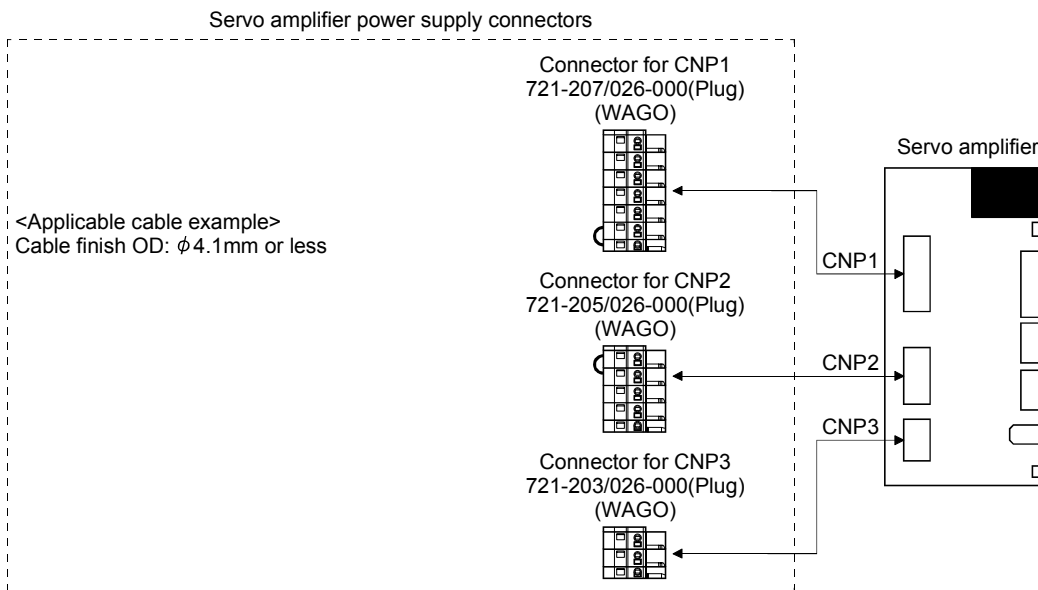 Servo amplifier power supply connectors
Connector for CNP1
721-207/026-000(Plug)
(WAGO)
Servo amplifier
<Applicable cable example>
Cable finish OD: ϕ4.1mm or less
CNP1
Connector for CNP2
721-205/026-000(Plug)
(WAGO)
CNP2
CNP3
Connector for CNP3
721-203/026-000(Plug)
(WAGO)